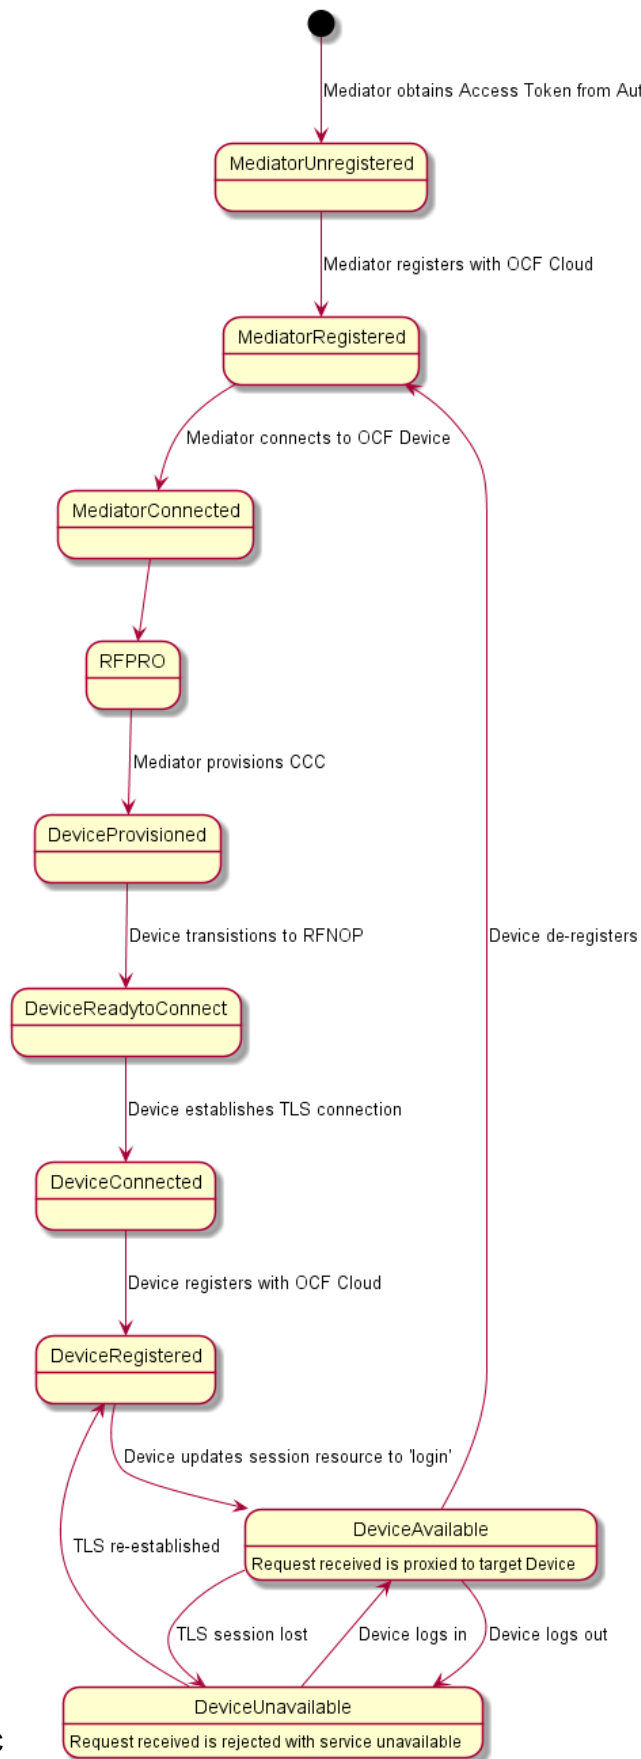 Mediator obtains Access Token from Aut
MediatorUnregistered
Mediator registers with OCF Cloud
MediatorRegistered
Mediator connects to OCF Device
MediatorConnected
RFPRO
Mediator provisions CCC
DeviceProvisioned
Device transistions to RFNOP
Device de-registers
DeviceReadytoConnect
Device establishes TLS connection
DeviceConnected
Device registers with OCF Cloud
DeviceRegistered
Device updates session resource to 'login'
DeviceAvailable
Request received is proxied to target Device
TLS re-established
TLS session lost
Device logs in
Device logs out
DeviceUnavailable
Request received is rejected with service unavailable